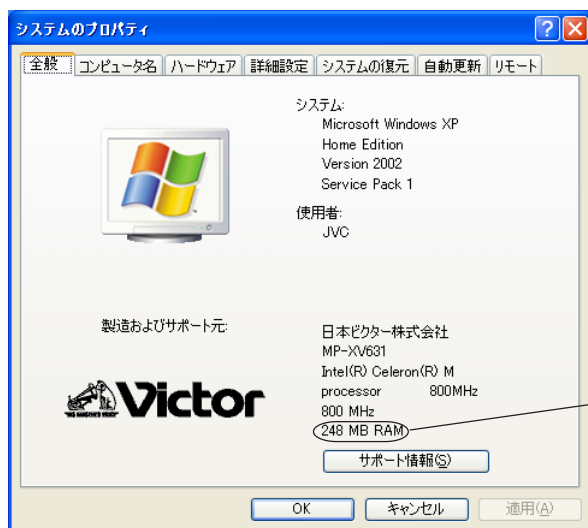 システムのプロパティ
全般 コンピュータ名 ハードウェア 詳細設定 システムの復元 自動更新 リモート
システム:
Microsoft Windows XP
Home Edition
Version 2002
Service Pack 1
使用者:
JVC
製造およびサポート元:
日本ビクター株式会社
MP-XV631
Intel(R) Celeron(R) M
processor 800MHz
800 MHz
248 MB RAM
Victor
サポート情報(S)
OK キャンセル 適用(A)